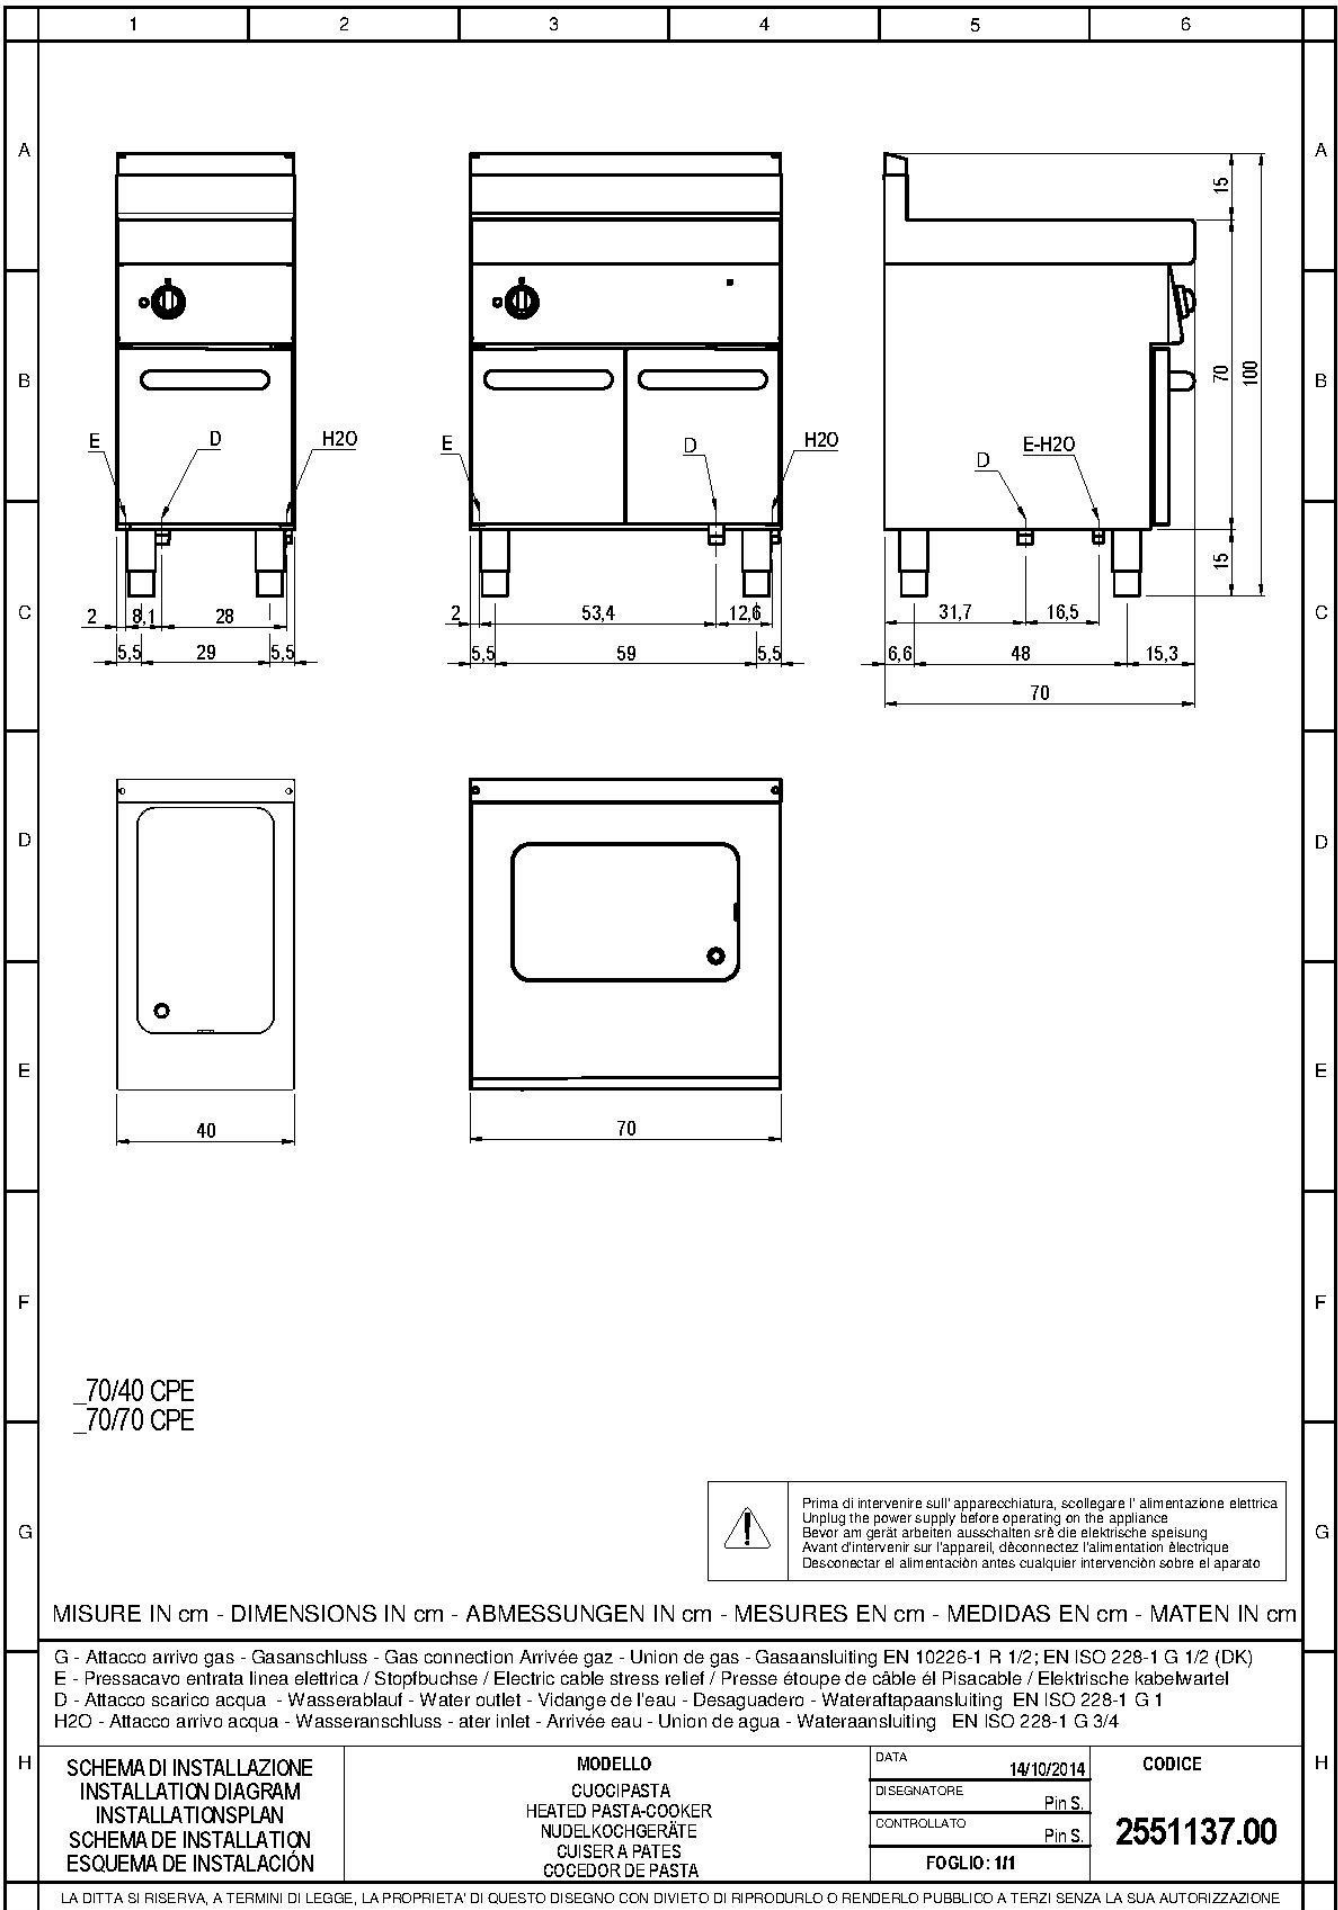 1 2 3 4 5 6
A A
15
B B
70 100
E D H2O E D H2O D E-H2O
15
C C
2 8,1 28 2 53,4 12,6 31,7 16,5
5,5 29 5,5 5,5 59 5,5 6,6 48 15,3
70
D D
E E
40 70
F F
_70/40 CPE
_70/70 CPE
G G
Prima di intervenire sull' apparecchiatura, scollegare l' alimentazione elettrica
Unplug the power supply before operating on the appliance
Bevor am gerät arbeiten ausschalten srè die elektrische speisung
Avant d'intervenir sur l'appareil, dèconnectez l'alimentation èlectrique
Desconectar el alimentaciòn antes cualquier intervenciòn sobre el aparato
MISURE IN cm - DIMENSIONS IN cm - ABMESSUNGEN IN cm - MESURES EN cm - MEDIDAS EN cm - MATEN IN cm
G - Attacco arrivo gas - Gasanschluss - Gas connection Arrivée gaz - Union de gas - Gasaansluiting EN 10226-1 R 1/2; EN ISO 228-1 G 1/2 (DK)
E - Pressacavo entrata linea elettrica / Stopfbuchse / Electric cable stress relief / Presse étoupe de câble él Pisacable / Elektrische kabelwartel
D - Attacco scarico acqua - Wasserablauf - Water outlet - Vidange de l'eau - Desaguadero - Wateraftapaansluiting EN ISO 228-1 G 1
H2O - Attacco arrivo acqua - Wasseranschluss - ater inlet - Arrivée eau - Union de agua - Wateraansluiting EN ISO 228-1 G 3/4
H H
SCHEMA DI INSTALLAZIONE
INSTALLATION DIAGRAM
INSTALLATIONSPLAN
SCHEMA DE INSTALLATION
ESQUEMA DE INSTALACIÓN
MODELLO
CUOCIPASTA
HEATED PASTA-COOKER
NUDELKOCHGERÄTE
CUISER A PATES
COCEDOR DE PASTA
DATA 14/10/2014
DISEGNATORE Pin S.
CONTROLLATO Pin S.
FOGLIO: 1/1
CODICE
2551137.00
LA DITTA SI RISERVA, A TERMINI DI LEGGE, LA PROPRIETA' DI QUESTO DISEGNO CON DIVIETO DI RIPRODURLO O RENDERLO PUBBLICO A TERZI SENZA LA SUA AUTORIZZAZIONE